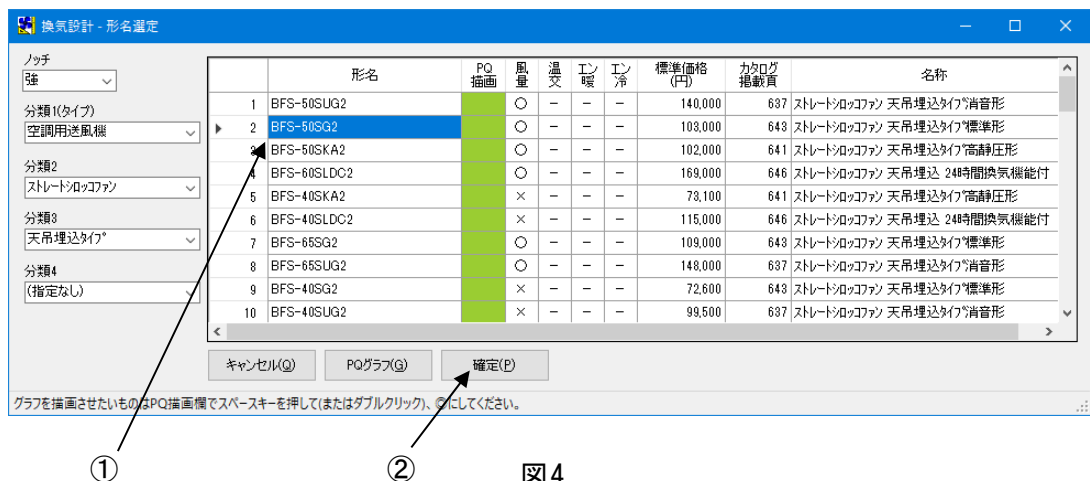 換気設計 - 形名選定
ノッチ
強
分類1(タイプ)
空調用送風機
分類2
ストレートシロッコファン
分類3
天吊埋込タイプ
分類4
(指定なし)
形名 PQ描画 風量 温交 エン暖 エン冷 標準価格(円) カタログ掲載頁 名称
1 BFS-50SUG2 ○ − − − 140,000 637 ストレートシロッコファン 天吊埋込タイプ消音形
2 BFS-50SG2 ○ − − − 103,000 643 ストレートシロッコファン 天吊埋込タイプ標準形
3 BFS-50SKA2 ○ − − − 102,000 641 ストレートシロッコファン 天吊埋込タイプ高静圧形
4 BFS-60SLDC2 ○ − − − 169,000 646 ストレートシロッコファン 天吊埋込 24時間換気機能付
5 BFS-40SKA2 × − − − 73,100 641 ストレートシロッコファン 天吊埋込タイプ高静圧形
6 BFS-40SLDC2 × − − − 115,000 646 ストレートシロッコファン 天吊埋込 24時間換気機能付
7 BFS-65SG2 ○ − − − 109,000 643 ストレートシロッコファン 天吊埋込タイプ標準形
8 BFS-65SUG2 ○ − − − 148,000 637 ストレートシロッコファン 天吊埋込タイプ消音形
9 BFS-40SG2 × − − − 72,600 643 ストレートシロッコファン 天吊埋込タイプ標準形
10 BFS-40SUG2 × − − − 99,500 637 ストレートシロッコファン 天吊埋込タイプ消音形
キャンセル(Q) PQグラフ(G) 確定(P)
グラフを描画させたいものはPQ描画欄でスペースキーを押して(またはダブルクリック)、◎にしてください。
① ② 図4